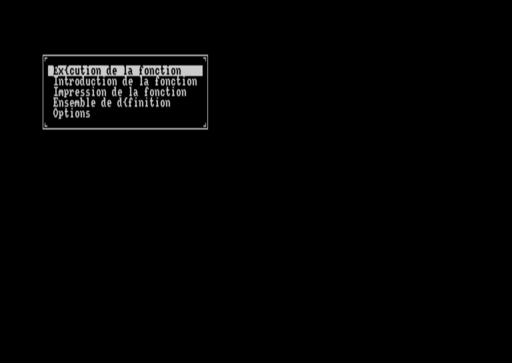 Ex{cution de la fonction
Introduction de la fonction
Impression de la fonction
Ensemble de d{finition
Options